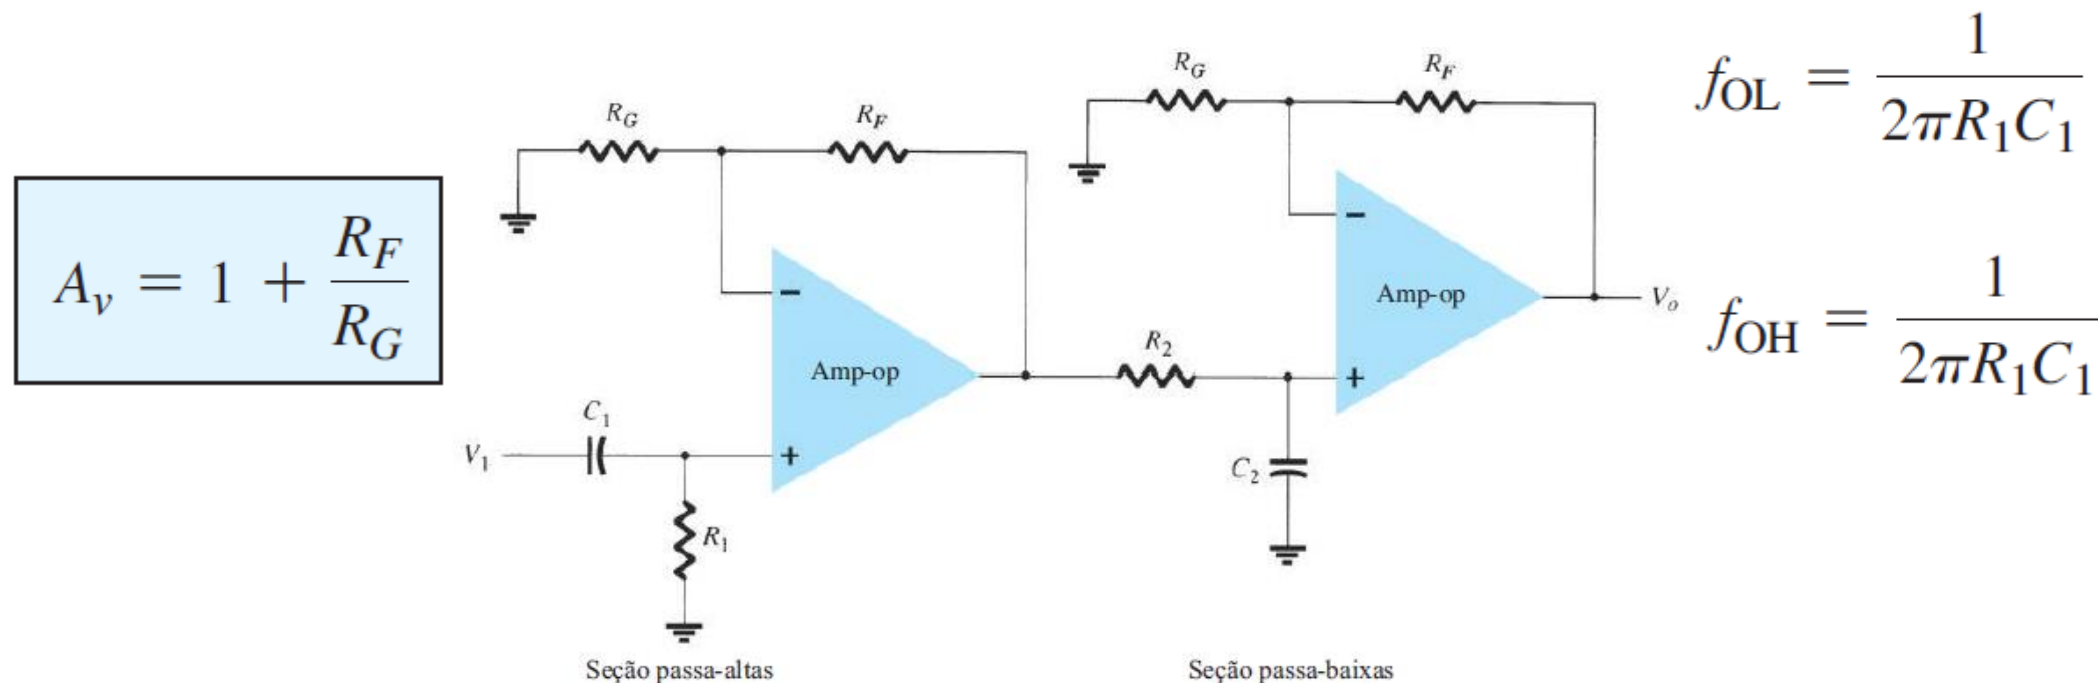 A_v = 1 + R_F / R_G
R_G
R_F
Amp-op
C_1
V_1
R_1
Seção passa-altas
R_G
R_F
Amp-op
R_2
C_2
V_o
Seção passa-baixas
f_OL = 1 / 2πR_1C_1
f_OH = 1 / 2πR_1C_1